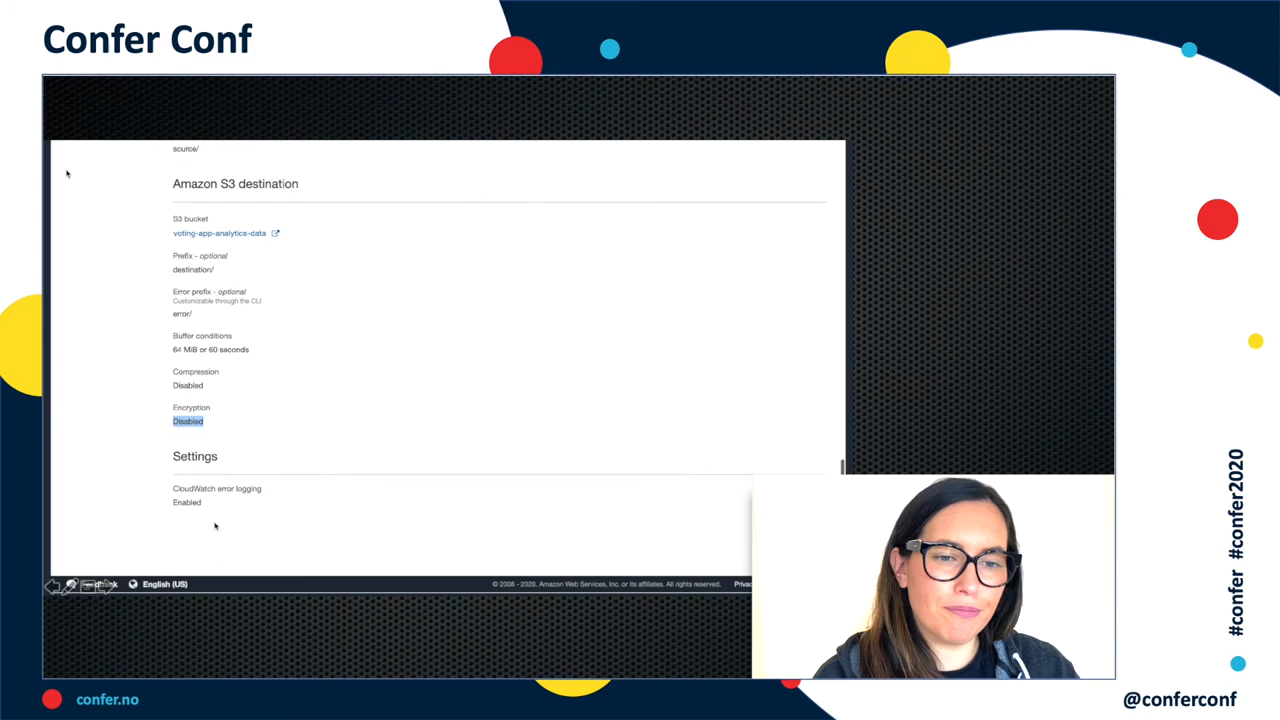 Confer Conf
source/
Amazon S3 destination
S3 bucket
voting-app-analytics-data
Prefix - optional
destination/
Error prefix - optional
Customizable through the CLI
error/
Buffer conditions
64 MiB or 60 seconds
Compression
Disabled
Encryption
Disabled
Settings
CloudWatch error logging
Enabled
English (US)
© 2008 - 2020, Amazon Web Services, Inc. or its affiliates. All rights reserved.
#confer #confer2020
confer.no
@conferconf